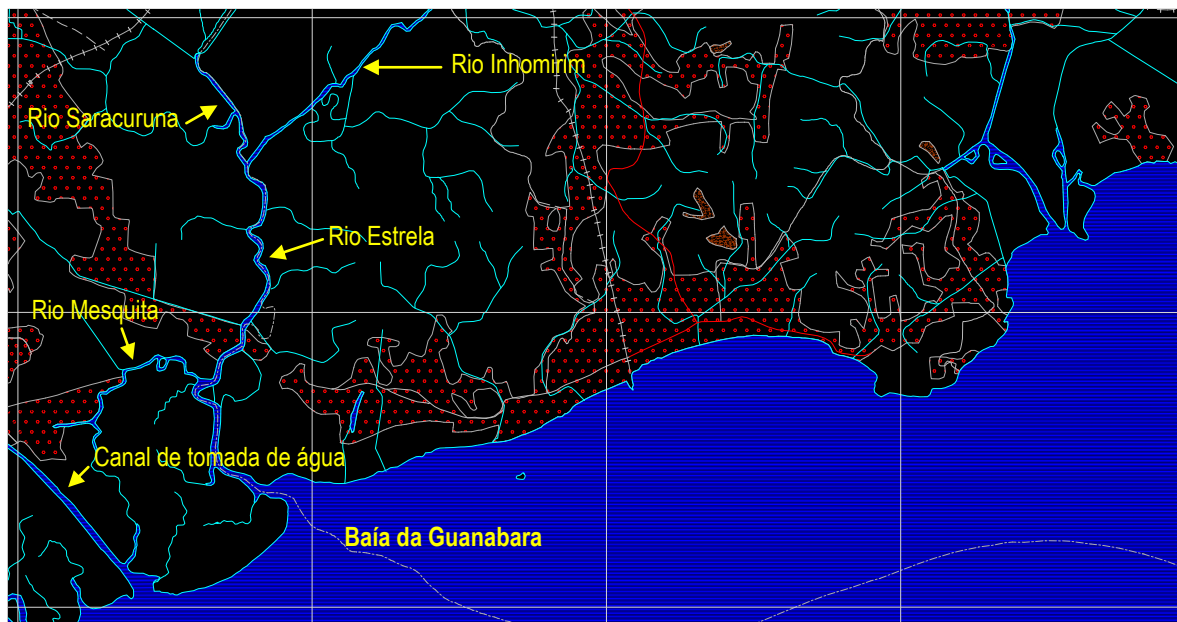 Rio Inhomirim
Rio Saracuruna
Rio Estrela
Rio Mesquita
Canal de tomada de água
Baía da Guanabara